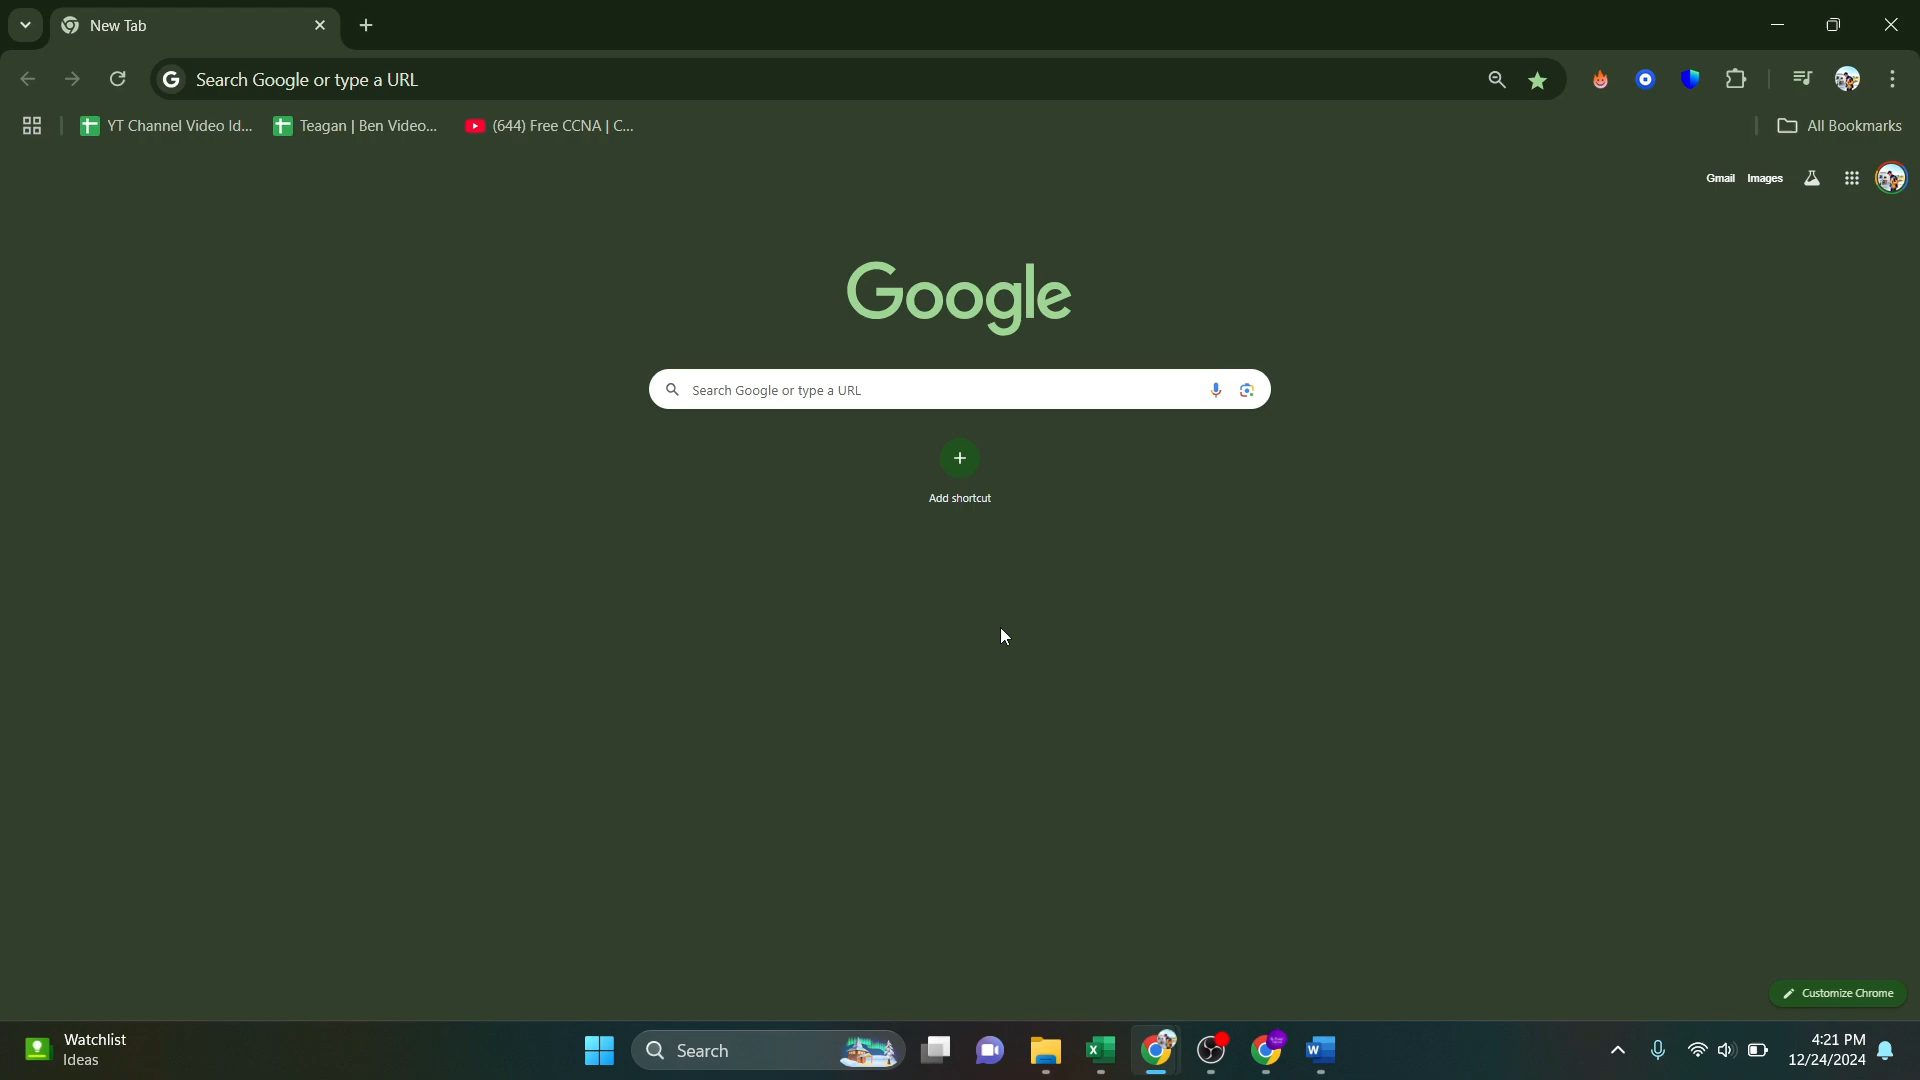 New Tab
Search Google or type a URL
YT Channel Video Id...
Teagan | Ben Video...
(644) Free CCNA | C...
All Bookmarks
Gmail Images
Google
Search Google or type a URL
Add shortcut
Customize Chrome
Watchlist
Ideas
Search
4:21 PM
12/24/2024